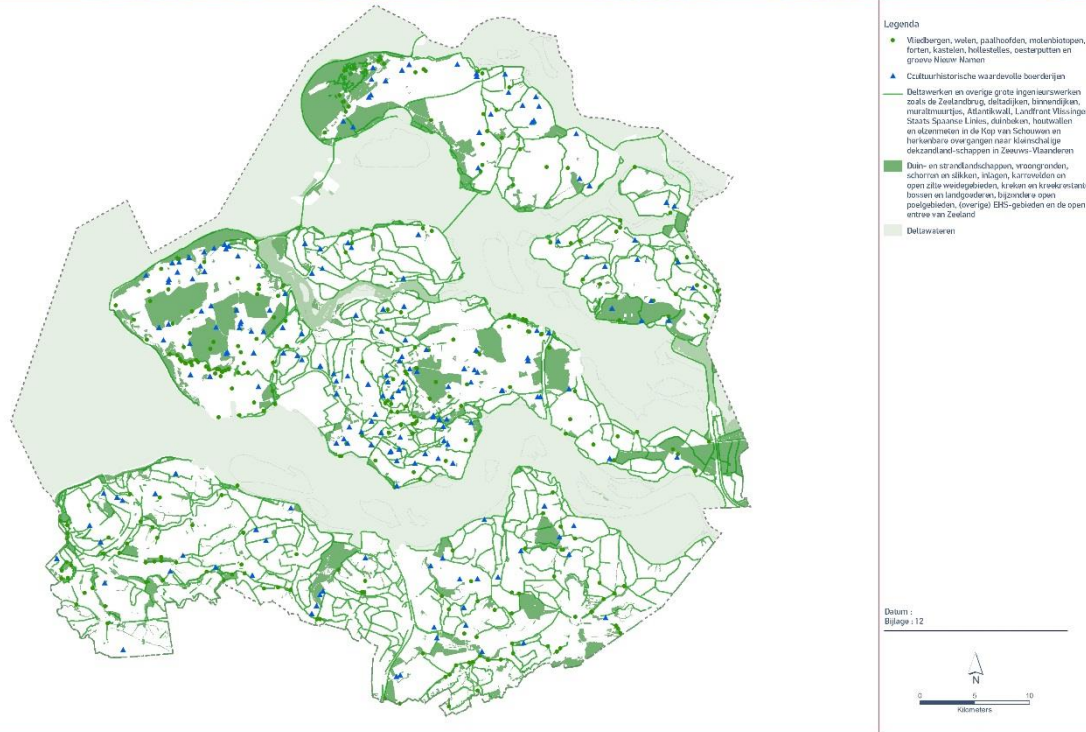 Legenda
Vliedbergen, welen, paalhoofden, molenbiotopen,
forten, kastelen, hollestelles, oesterputten en
groeve Nieuw Namen
Czultuurhistorische waardevolle boerderijen
Deltawerken en overige grote ingenieurswerken
zoals de Zeelandbrug, deltadijken, binnendijken,
muraltmuurtjes, Atlantikwall, Landfront Vlissingen
Staats Spaanse Linies, duinbeken, houtwallen
en elzenmeten in de Kop van Schouwen en
herkenbare overgangen naar kleinschalige
dekzandland-schappen in Zeeuws-Vlaanderen
Duin- en strandlandschappen, vroongronden,
schorren en slikken, inlagen, karrevelden en
open zilte weidegebieden, kreken en kreekrestanten
bossen en landgoederen, bijzondere open
poelgebieden, (overige) EHS-gebieden en de open
entree van Zeeland
Deltawateren
Datum :
Bijlage : 12
N
0 5 10
Kilometers